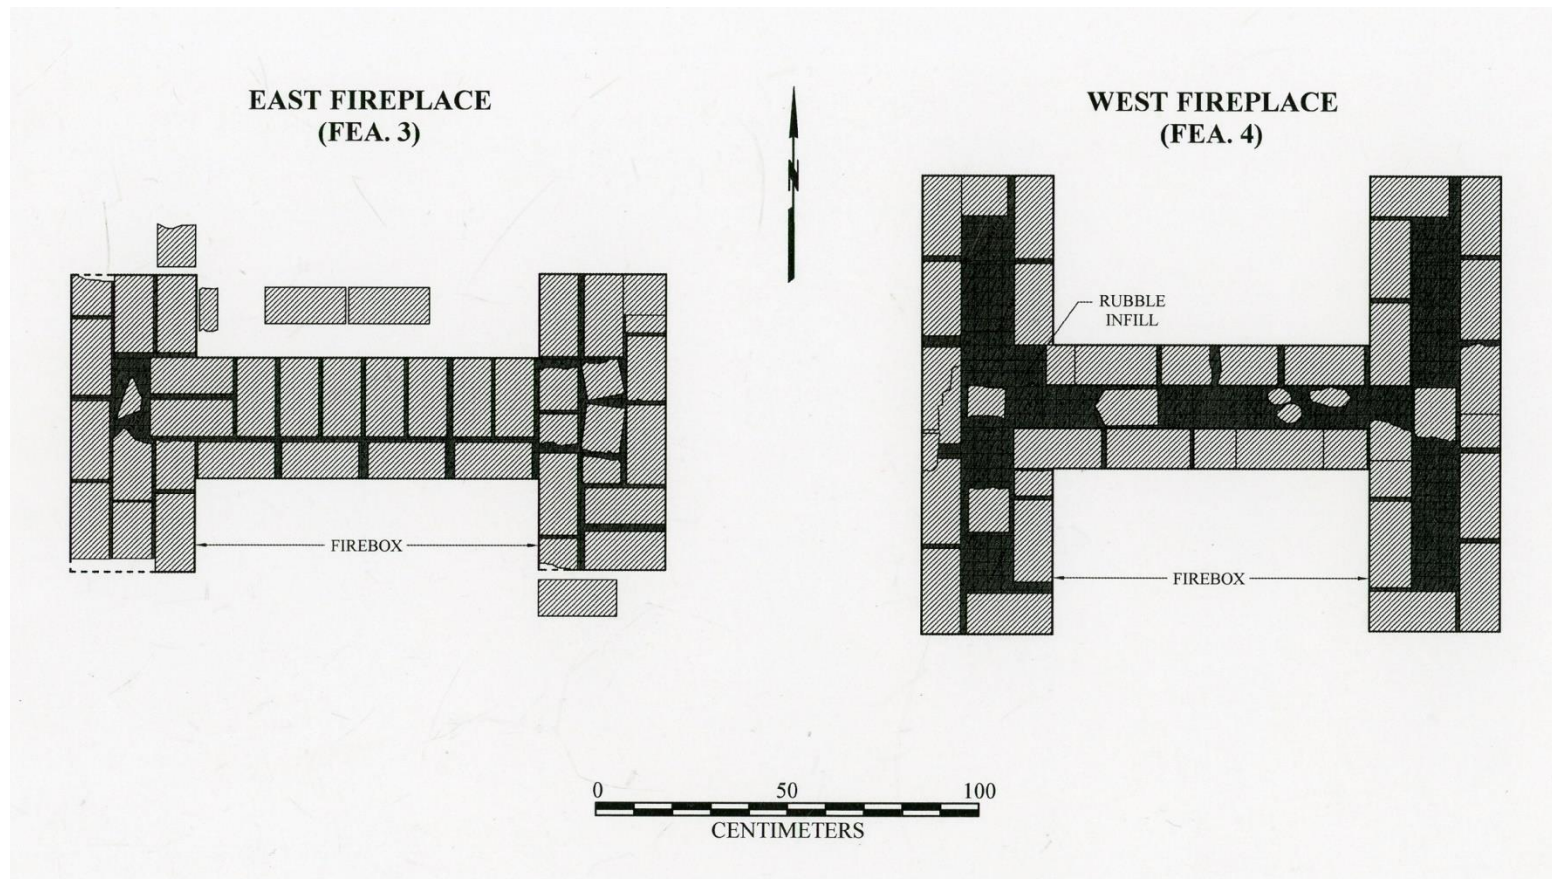 EAST FIREPLACE
(FEA. 3)
N
WEST FIREPLACE
(FEA. 4)
RUBBLE
INFILL
FIREBOX
FIREBOX
0 50 100
CENTIMETERS